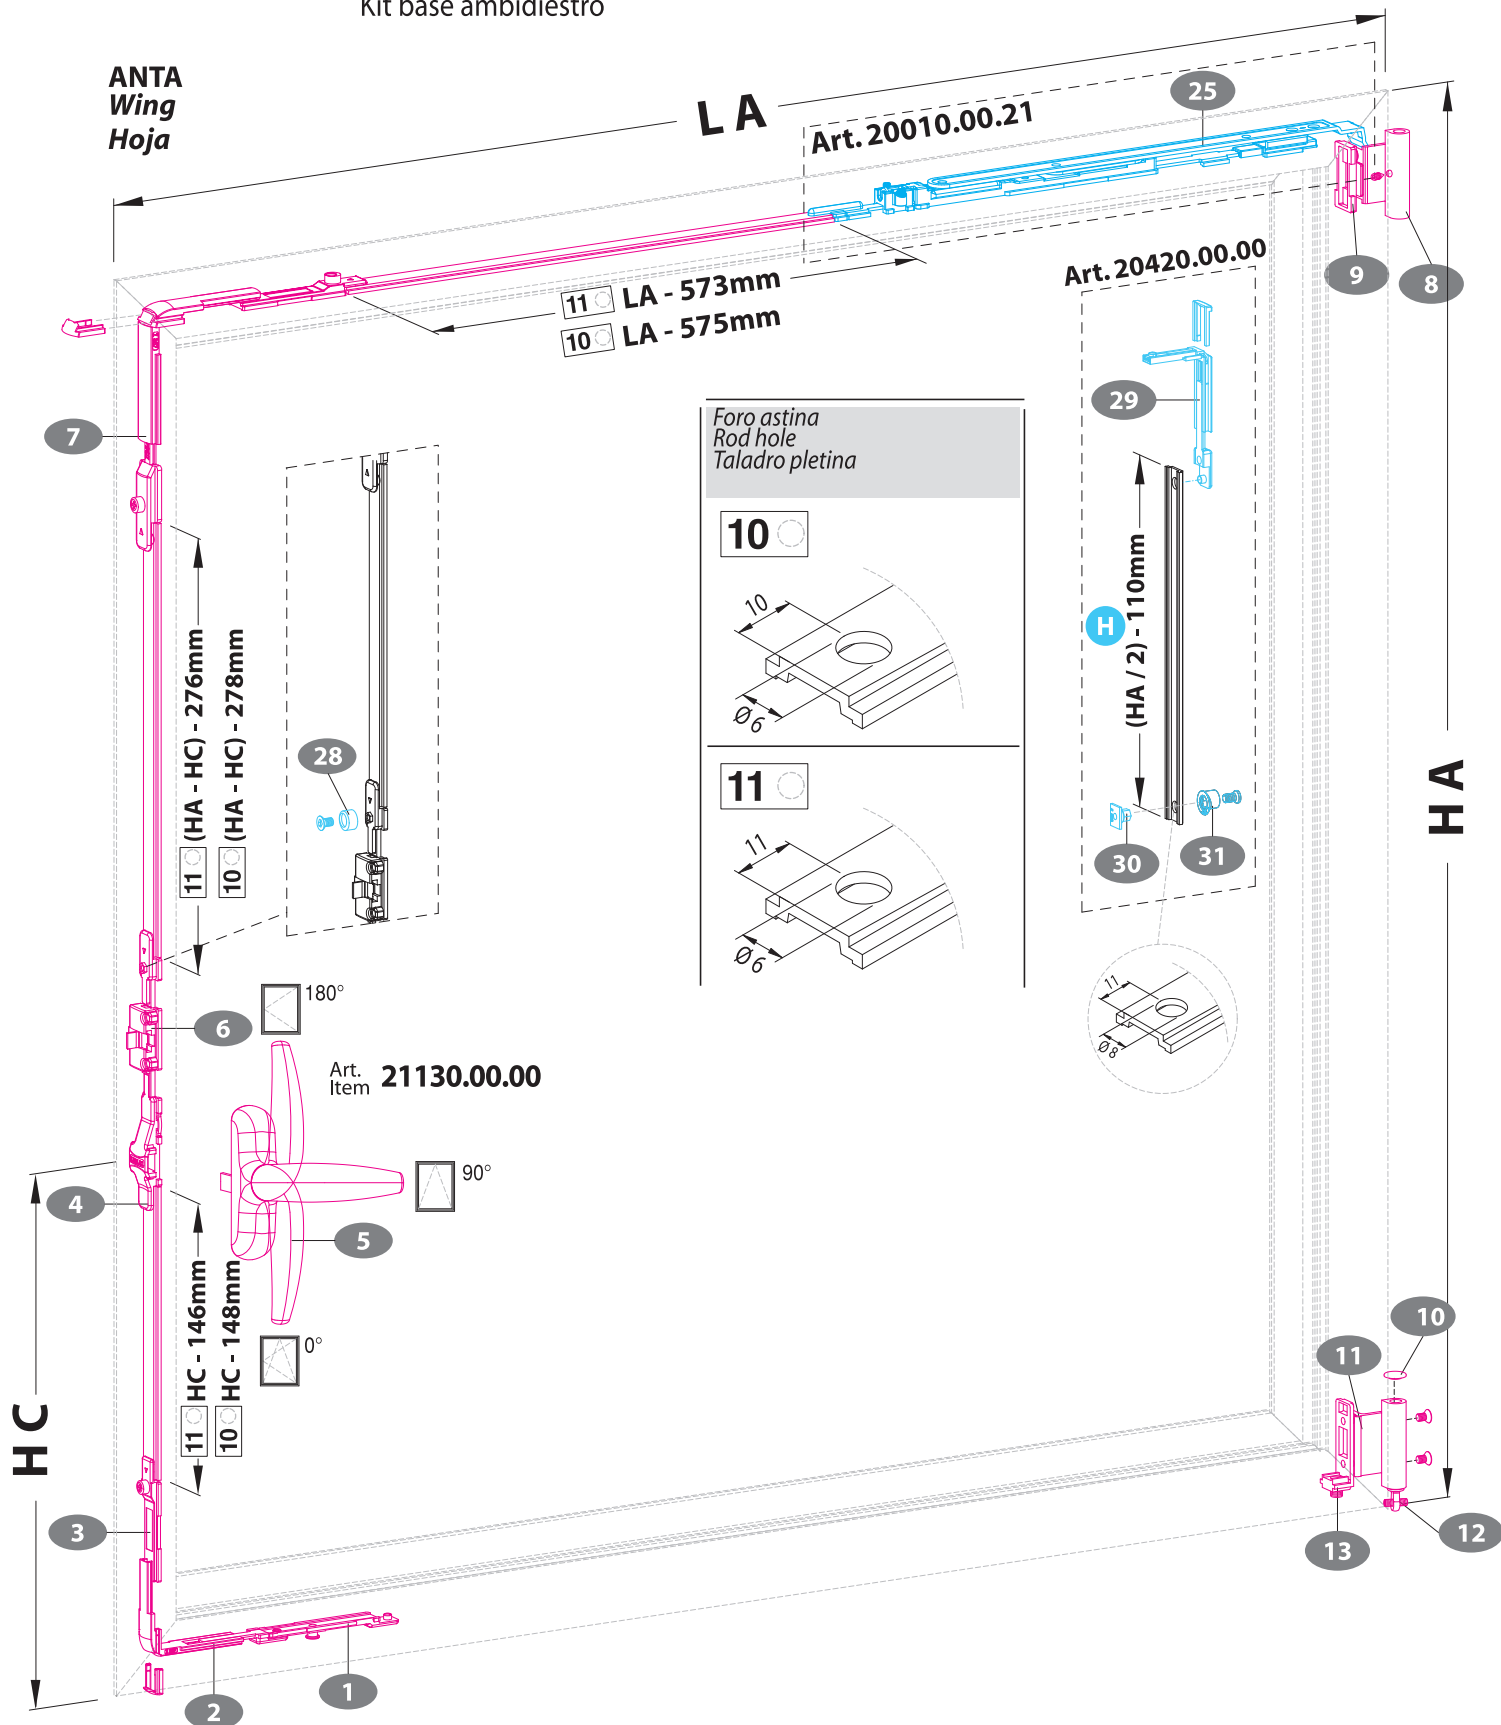 Kit base ambidiestro
ANTA
Wing
Hoja
LA
25
Art. 20010.00.21
9
8
Art. 20420.00.00
11 LA - 573mm
10 LA - 575mm
7
29
Foro astina
Rod hole
Taladro pletina
10
10
Ø6
11
11
Ø6
H
(HA / 2) - 110mm
30
31
11
Ø8
HA
28
11 (HA - HC) - 276mm
10 (HA - HC) - 278mm
6
180°
Art.
Item 21130.00.00
90°
4
5
0°
11 HC - 146mm
10 HC - 148mm
HC
3
10
11
12
13
1
2